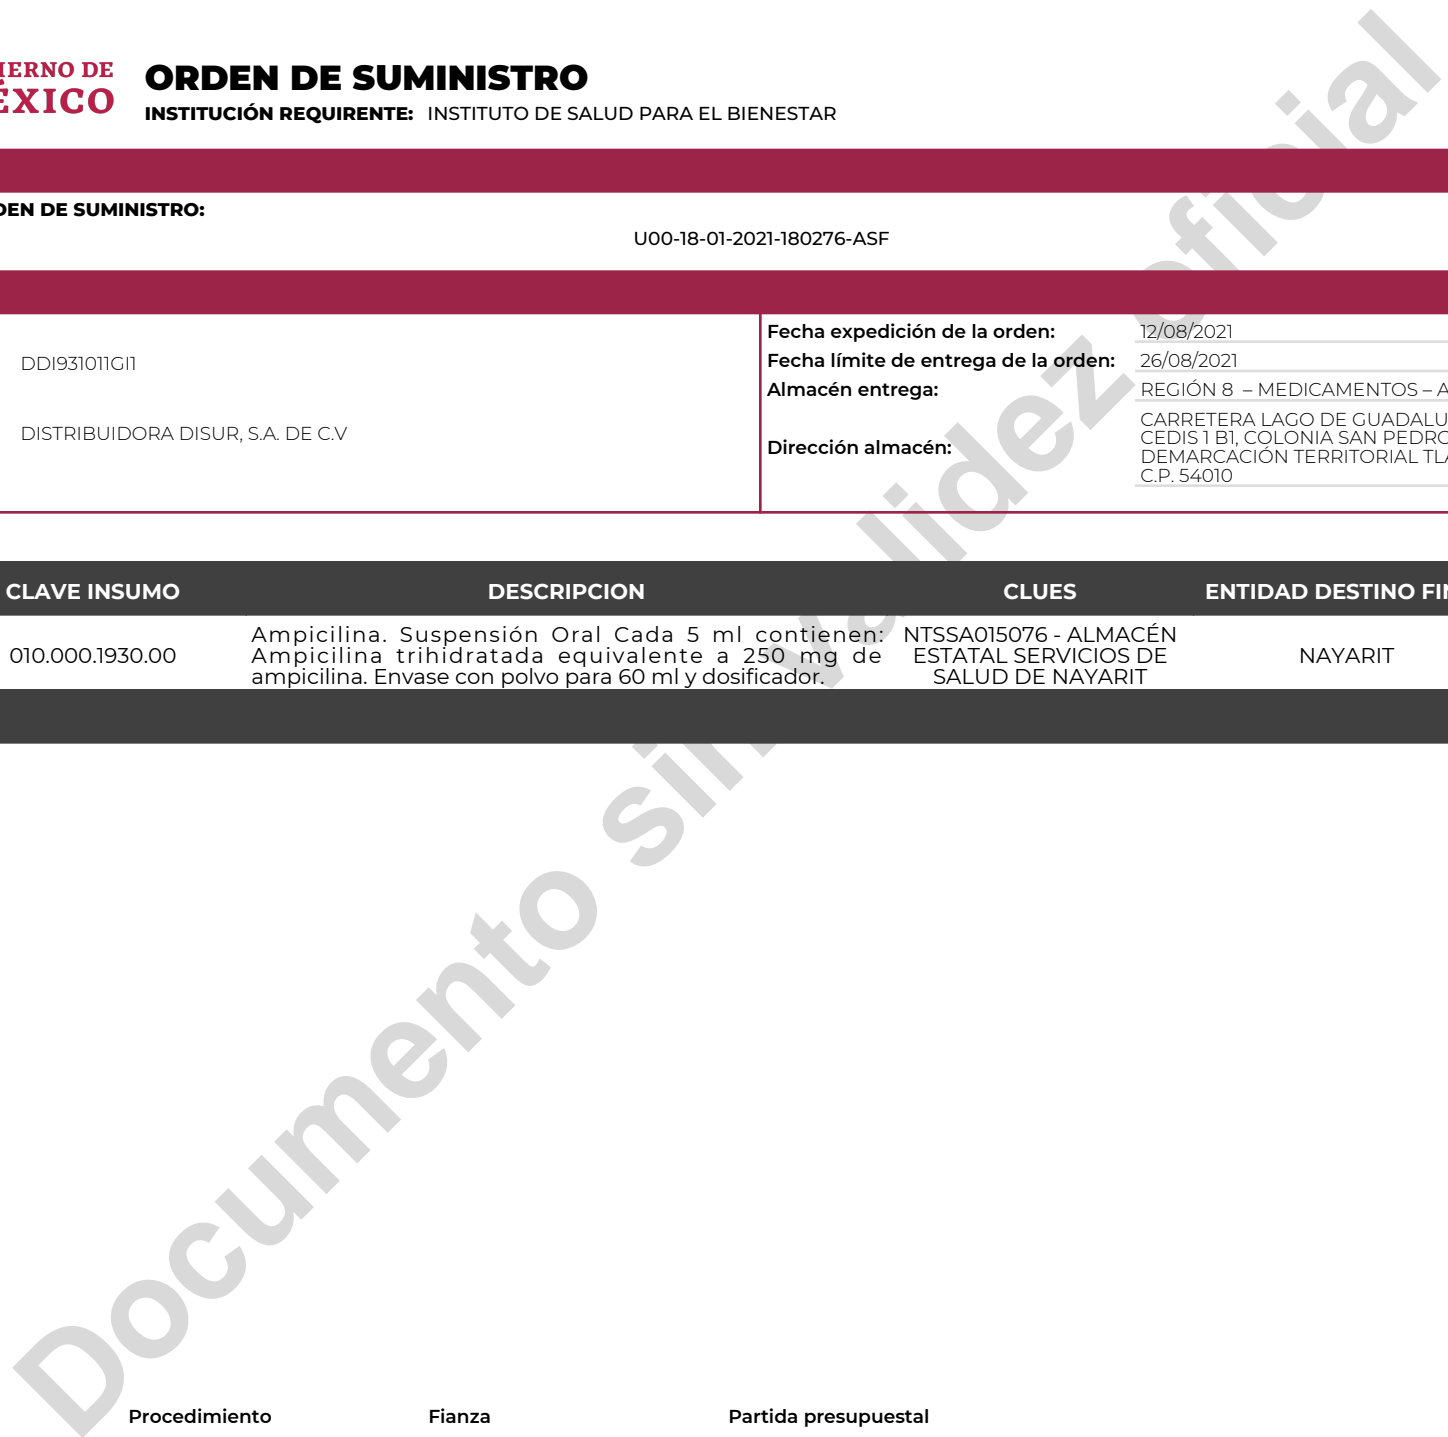 IERNO DE
ÉXICO
ORDEN DE SUMINISTRO
INSTITUCIÓN REQUIRENTE: INSTITUTO DE SALUD PARA EL BIENESTAR
DEN DE SUMINISTRO:
U00-18-01-2021-180276-ASF
DDI931011GI1
DISTRIBUIDORA DISUR, S.A. DE C.V
Fecha expedición de la orden: 12/08/2021
Fecha límite de entrega de la orden: 26/08/2021
Almacén entrega: REGIÓN 8 – MEDICAMENTOS – A
Dirección almacén:
CARRETERA LAGO DE GUADALU
CEDIS 1 B1, COLONIA SAN PEDRO
DEMARCACIÓN TERRITORIAL TLA
C.P. 54010
CLAVE INSUMO DESCRIPCION CLUES ENTIDAD DESTINO FIN
010.000.1930.00
Ampicilina. Suspensión Oral Cada 5 ml contienen:
Ampicilina trihidratada equivalente a 250 mg de
ampicilina. Envase con polvo para 60 ml y dosificador.
NTSSA015076 - ALMACÉN
ESTATAL SERVICIOS DE
SALUD DE NAYARIT
NAYARIT
Documento sin validez oficial
Procedimiento Fianza Partida presupuestal